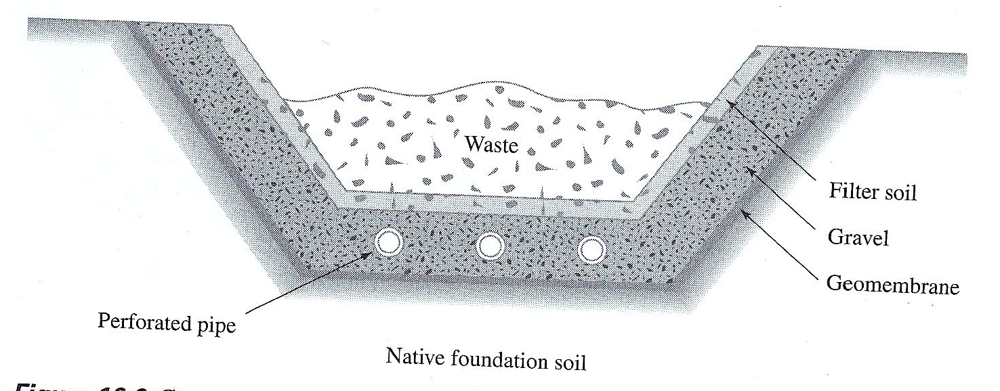 Waste
Filter soil
Gravel
Geomembrane
Perforated pipe
Native foundation soil